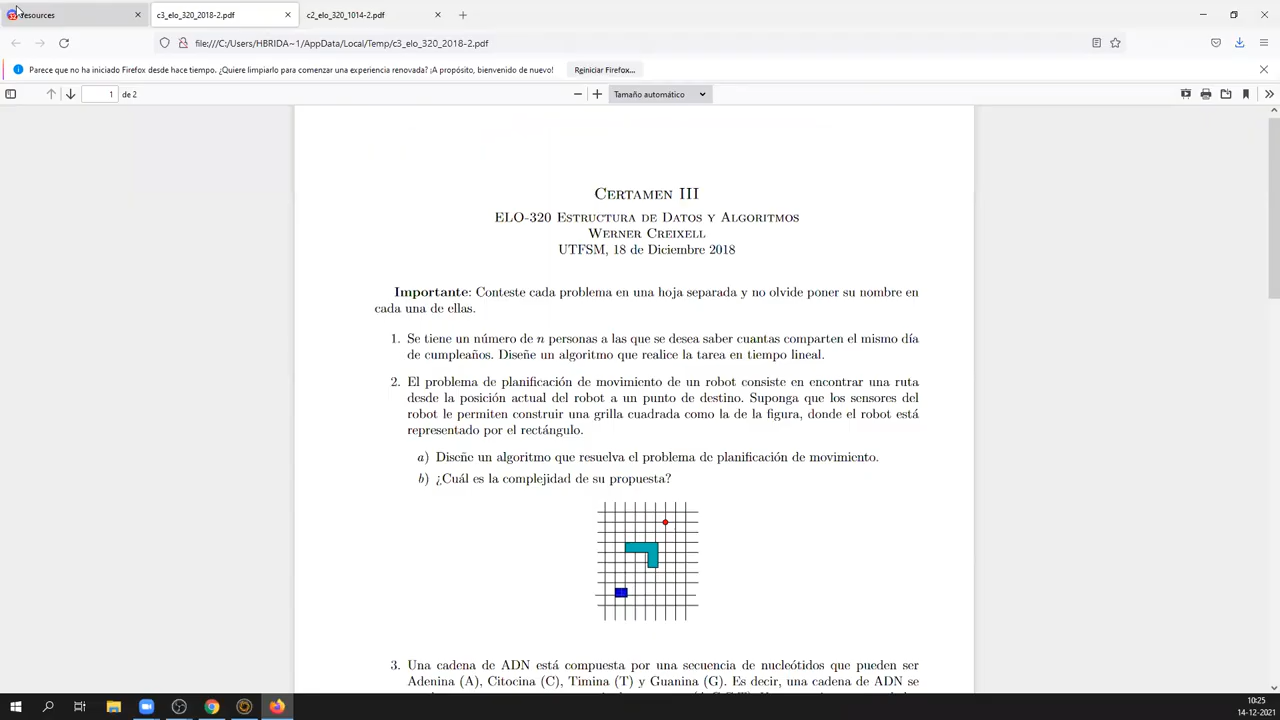 resources
c3_elo_320_2018-2.pdf
c2_elo_320_1014-2.pdf
file:///C:/Users/HBRIDA~1/AppData/Local/Temp/c3_elo_320_2018-2.pdf
Parece que no ha iniciado Firefox desde hace tiempo. ¿Quiere limpiarlo para comenzar una experiencia renovada? ¡A propósito, bienvenido de nuevo!
Reiniciar Firefox...
1 de 2
Tamaño automático
CERTAMEN III
ELO-320 ESTRUCTURA DE DATOS Y ALGORITMOS
WERNER CREIXELL
UTFSM, 18 de Diciembre 2018
Importante: Conteste cada problema en una hoja separada y no olvide poner su nombre en
cada una de ellas.
1. Se tiene un número de n personas a las que se desea saber cuantas comparten el mismo día
de cumpleaños. Diseñe un algoritmo que realice la tarea en tiempo lineal.
2. El problema de planificación de movimiento de un robot consiste en encontrar una ruta
desde la posición actual del robot a un punto de destino. Suponga que los sensores del
robot le permiten construir una grilla cuadrada como la de la figura, donde el robot está
representado por el rectángulo.
a) Diseñe un algoritmo que resuelva el problema de planificación de movimiento.
b) ¿Cuál es la complejidad de su propuesta?
3. Una cadena de ADN está compuesta por una secuencia de nucleótidos que pueden ser
Adenina (A), Citocina (C), Timina (T) y Guanina (G). Es decir, una cadena de ADN se
10:25
14-12-2021